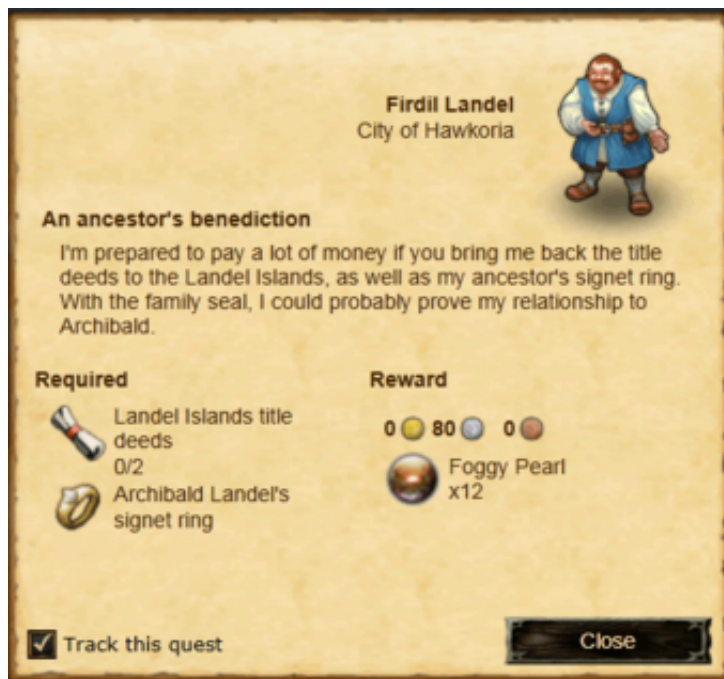 Firdil Landel
City of Hawkoria
An ancestor's benediction
I'm prepared to pay a lot of money if you bring me back the title
deeds to the Landel Islands, as well as my ancestor's signet ring.
With the family seal, I could probably prove my relationship to
Archibald.
Required
Landel Islands title
deeds
0/2
Archibald Landel's
signet ring
Reward
0 80 0
Foggy Pearl
x12
Track this quest
Close